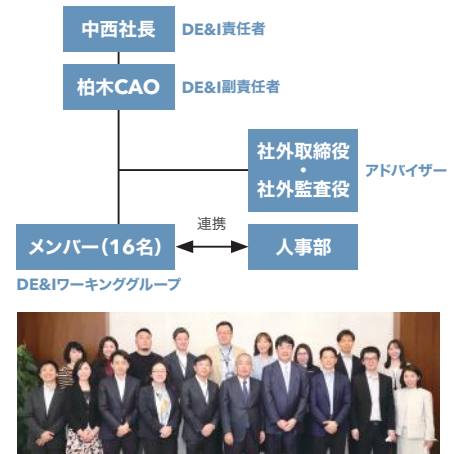 中西社長
DE&I責任者
柏木CAO
DE&I副責任者
社外取締役
・
社外監査役
アドバイザー
連携
メンバー（16名）
人事部
DE&Iワーキンググループ